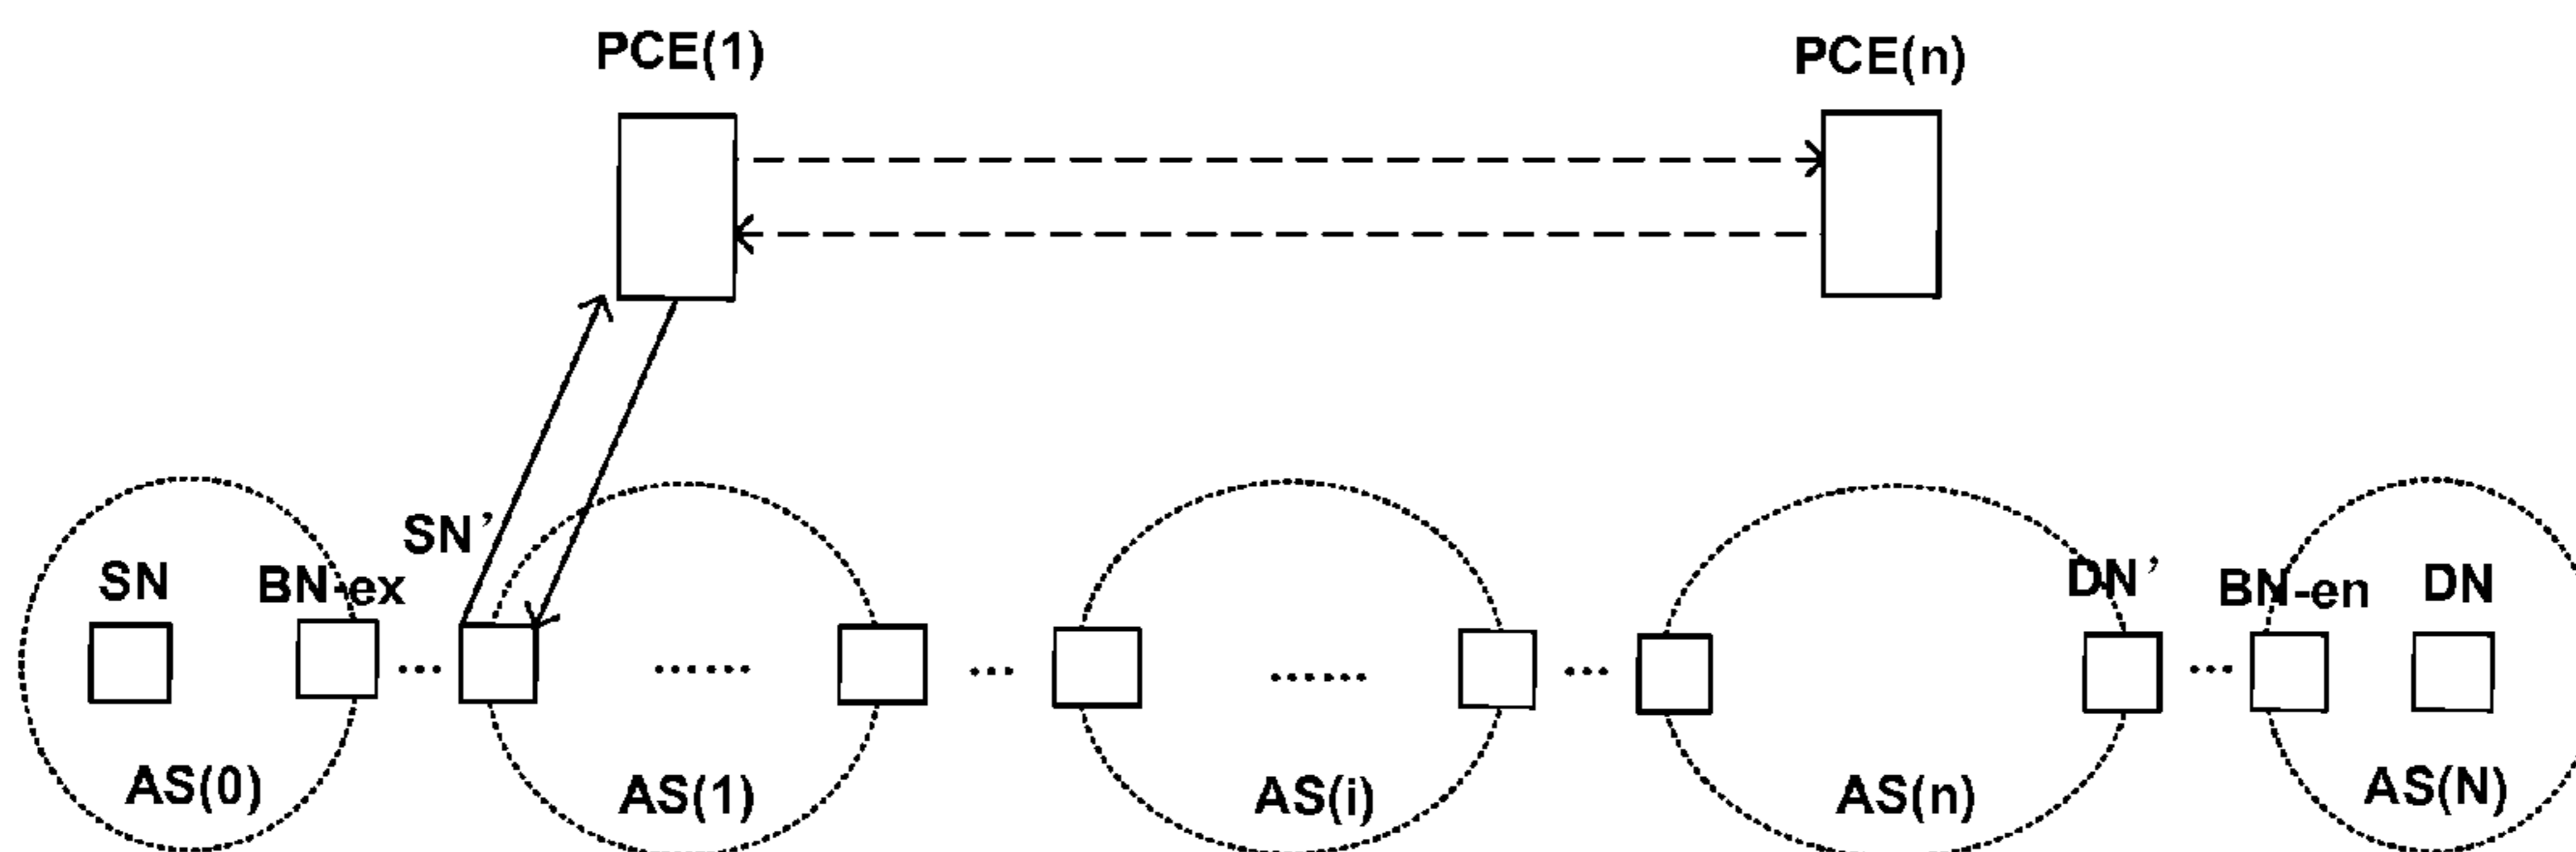 PCE(1)
PCE(n)
SN’
SN
BN-ex
DN’
BN-en
DN
... ...... ... ...... ... ...
AS(0)
AS(1)
AS(i)
AS(n)
AS(N)